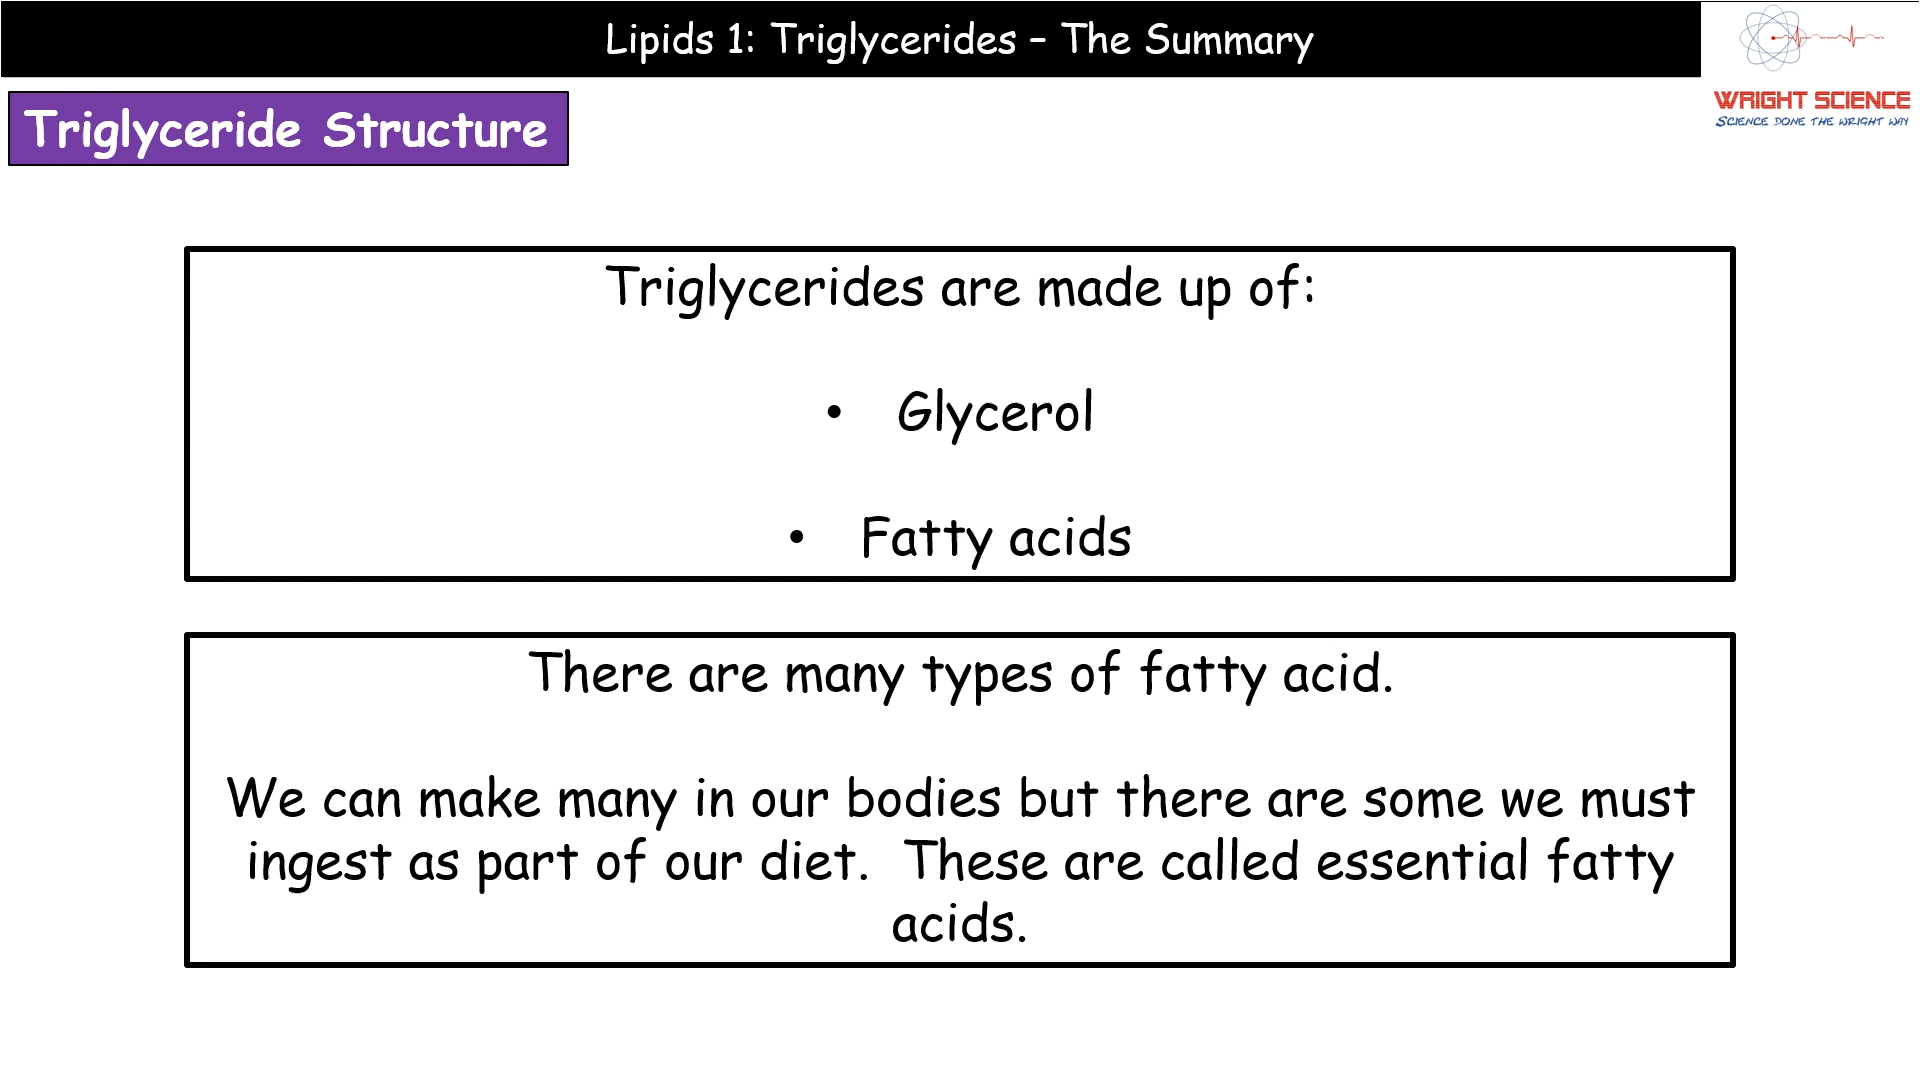 Lipids 1: Triglycerides – The Summary
WRIGHT SCIENCE
SCIENCE DONE THE WRIGHT WAY
Triglyceride Structure
Triglycerides are made up of:
• Glycerol
• Fatty acids
There are many types of fatty acid.
We can make many in our bodies but there are some we must
ingest as part of our diet.  These are called essential fatty
acids.